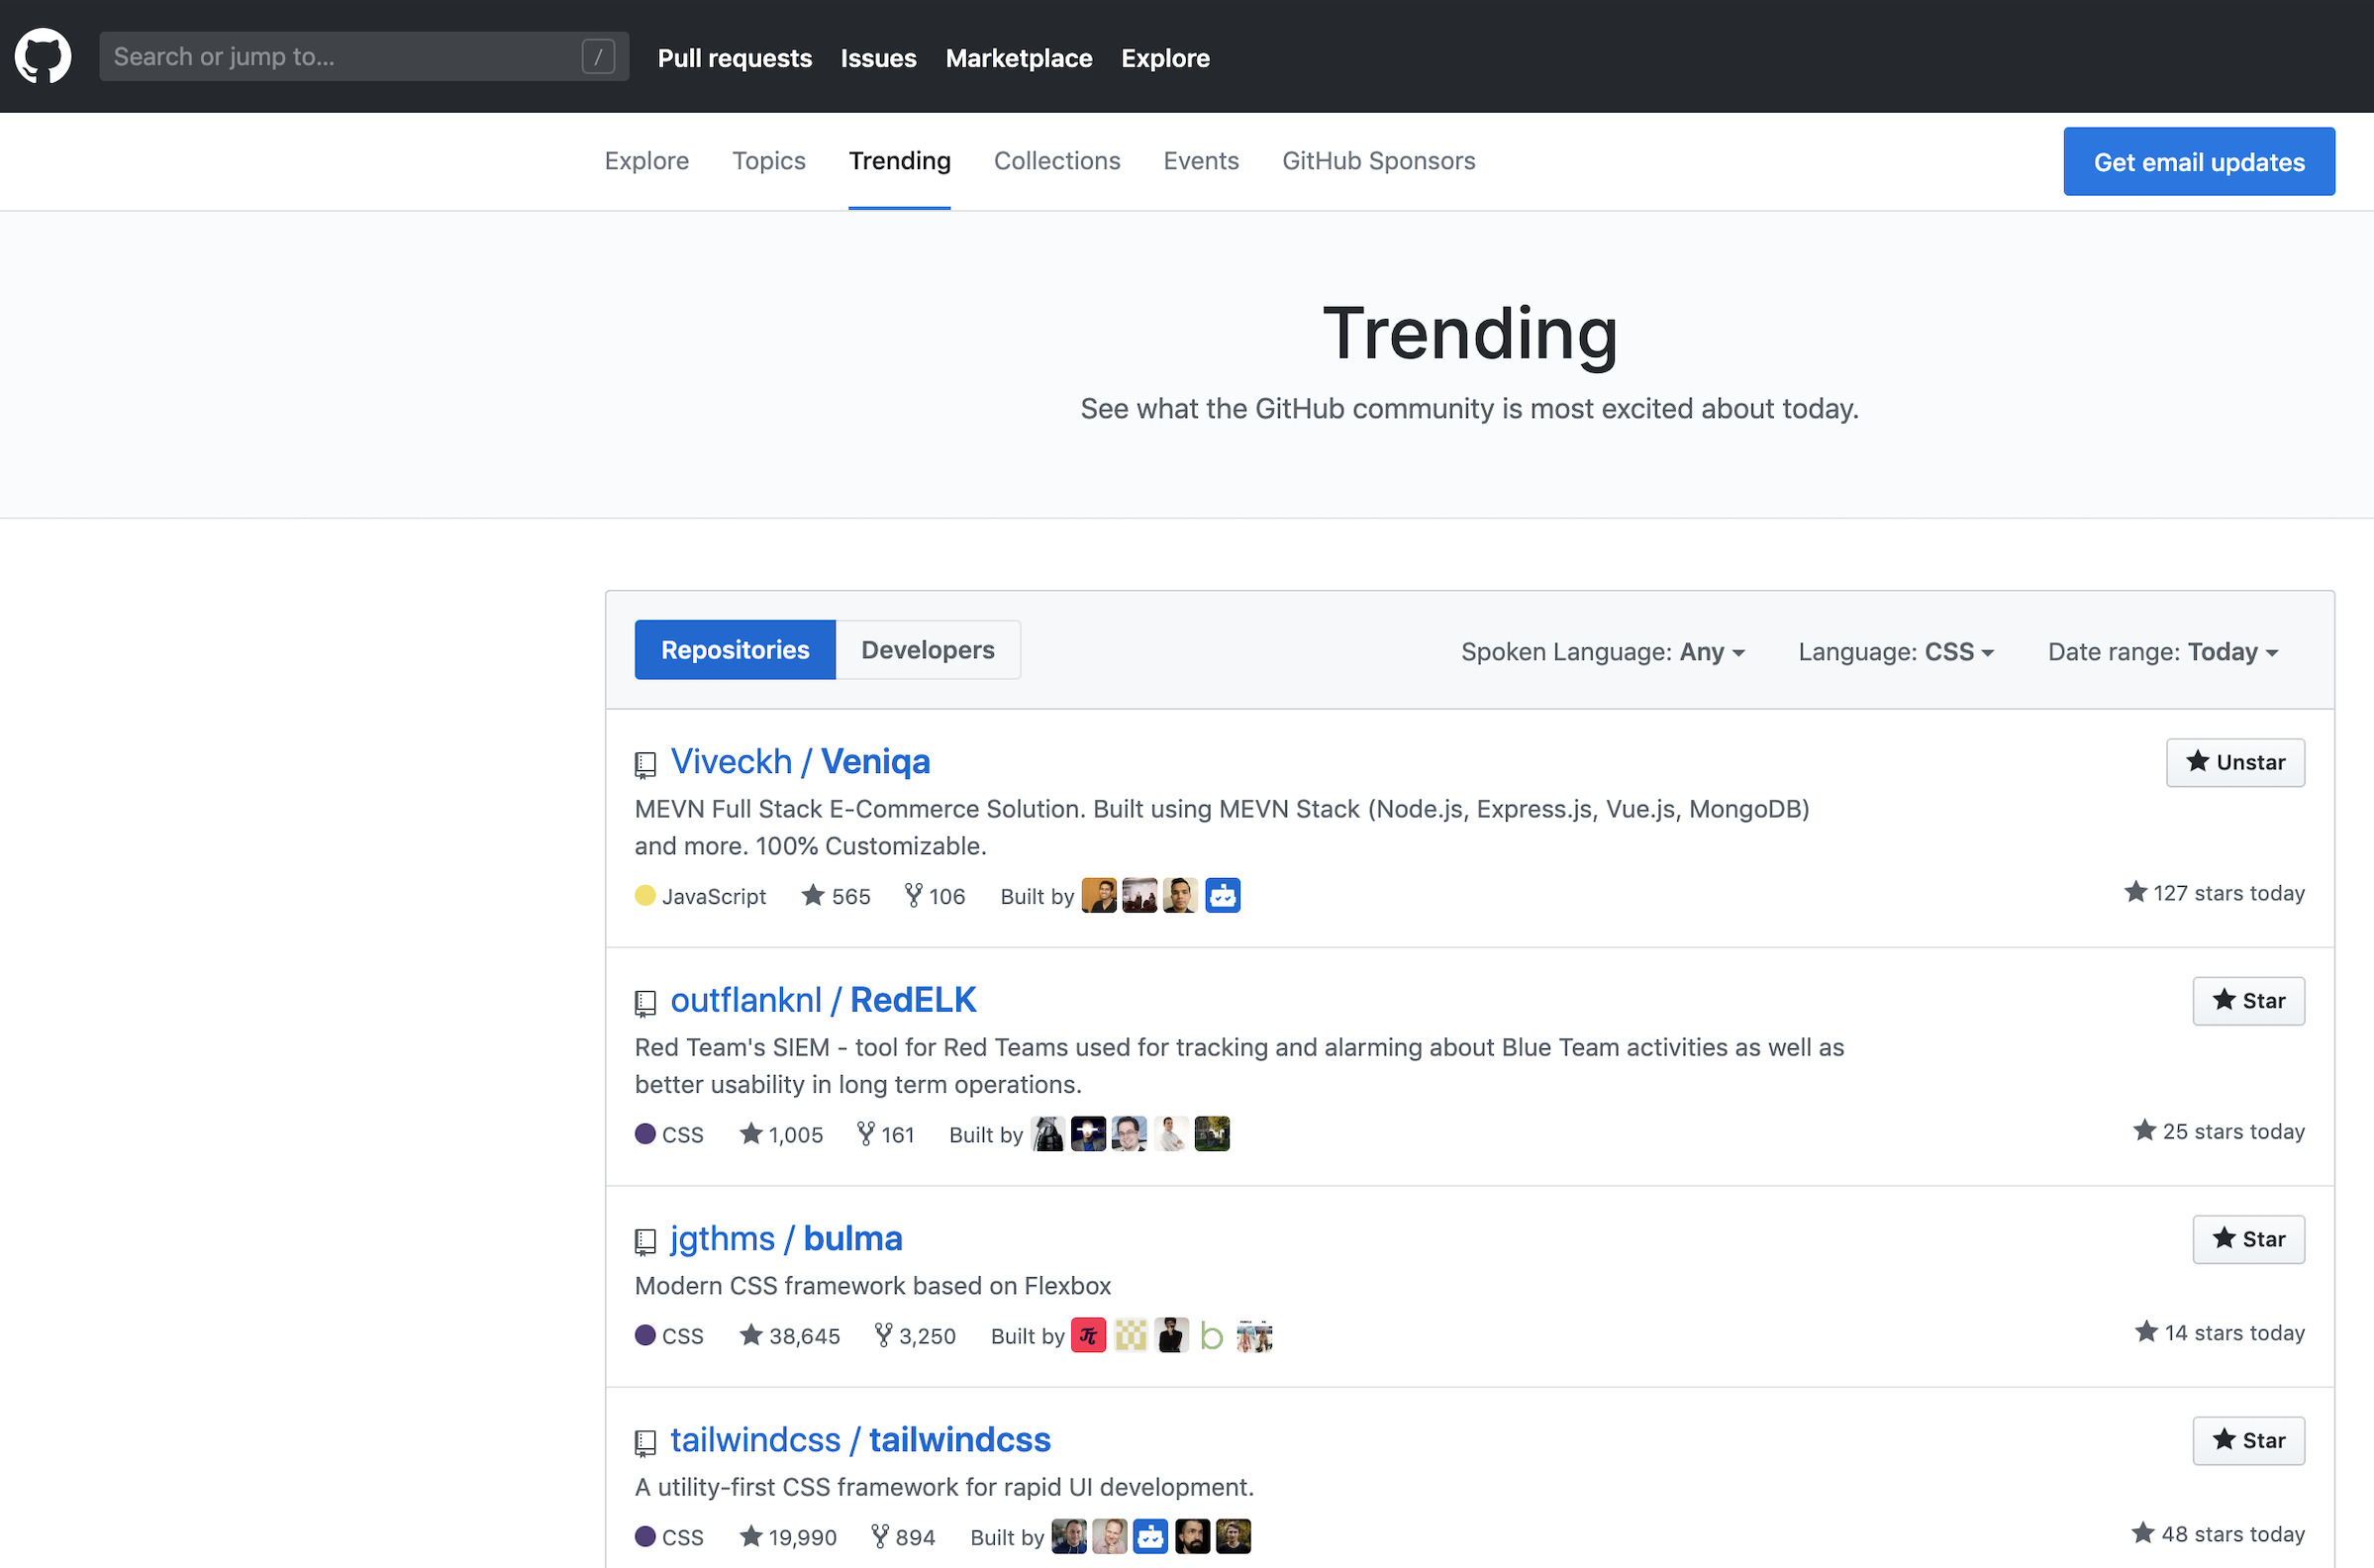 Search or jump to... /
Pull requests Issues Marketplace Explore
Explore Topics Trending Collections Events GitHub Sponsors
Get email updates
Trending
See what the GitHub community is most excited about today.
Repositories Developers
Spoken Language: Any Language: CSS Date range: Today
Viveckh / Veniqa
Unstar
MEVN Full Stack E-Commerce Solution. Built using MEVN Stack (Node.js, Express.js, Vue.js, MongoDB)
and more. 100% Customizable.
JavaScript 565 106 Built by
127 stars today
outflanknl / RedELK
Star
Red Team's SIEM - tool for Red Teams used for tracking and alarming about Blue Team activities as well as
better usability in long term operations.
CSS 1,005 161 Built by
25 stars today
jgthms / bulma
Star
Modern CSS framework based on Flexbox
CSS 38,645 3,250 Built by
14 stars today
tailwindcss / tailwindcss
Star
A utility-first CSS framework for rapid UI development.
CSS 19,990 894 Built by
48 stars today